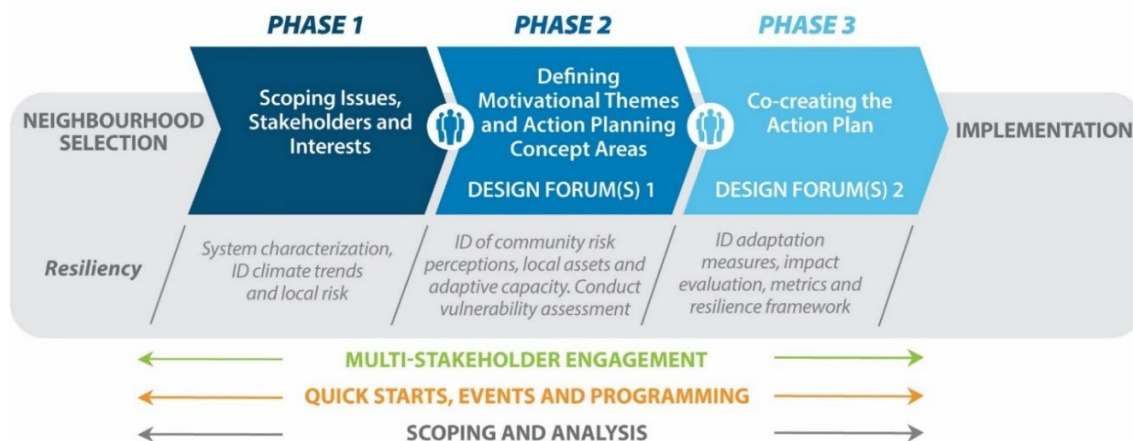 PHASE 1
PHASE 2
PHASE 3
NEIGHBOURHOOD
SELECTION
Scoping Issues,
Stakeholders and
Interests
Defining
Motivational Themes
and Action Planning
Concept Areas
DESIGN FORUM(S) 1
Co-creating the
Action Plan
DESIGN FORUM(S) 2
IMPLEMENTATION
Resiliency
System characterization,
ID climate trends
and local risk
ID of community risk
perceptions, local assets and
adaptive capacity. Conduct
vulnerability assessment
ID adaptation
measures, impact
evaluation, metrics and
resilience framework
MULTI-STAKEHOLDER ENGAGEMENT
QUICK STARTS, EVENTS AND PROGRAMMING
SCOPING AND ANALYSIS